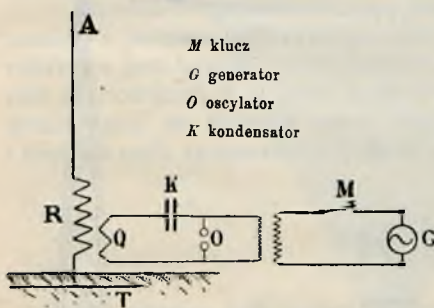 A
M klucz
G generator
O oscylator
K kondensator
K
M
R
Q
O
G
T